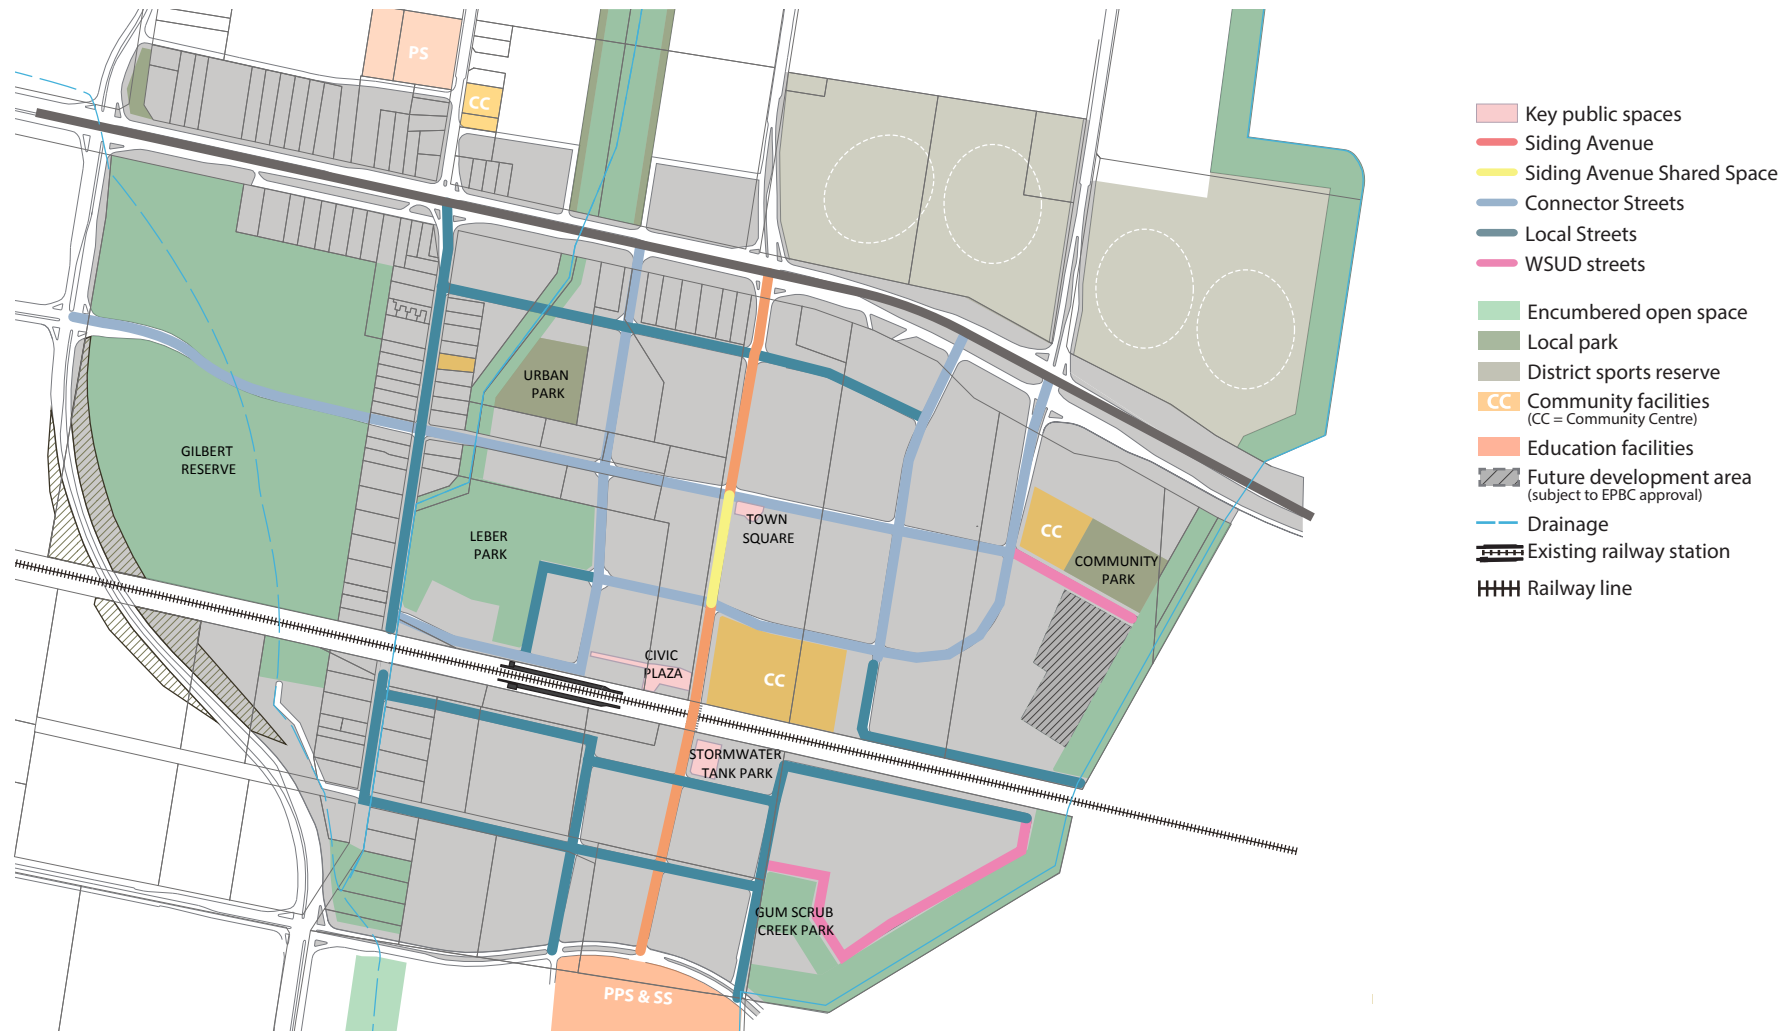 PS
CC
URBAN
PARK
GILBERT
RESERVE
LEBER
PARK
TOWN
SQUARE
CC
COMMUNITY
PARK
CIVIC
PLAZA
CC
STORMWATER
TANK PARK
GUM SCRUB
CREEK PARK
PPS & SS
Key public spaces
Siding Avenue
Siding Avenue Shared Space
Connector Streets
Local Streets
WSUD streets
Encumbered open space
Local park
District sports reserve
CC Community facilities
(CC = Community Centre)
Education facilities
Future development area
(subject to EPBC approval)
Drainage
Existing railway station
Railway line